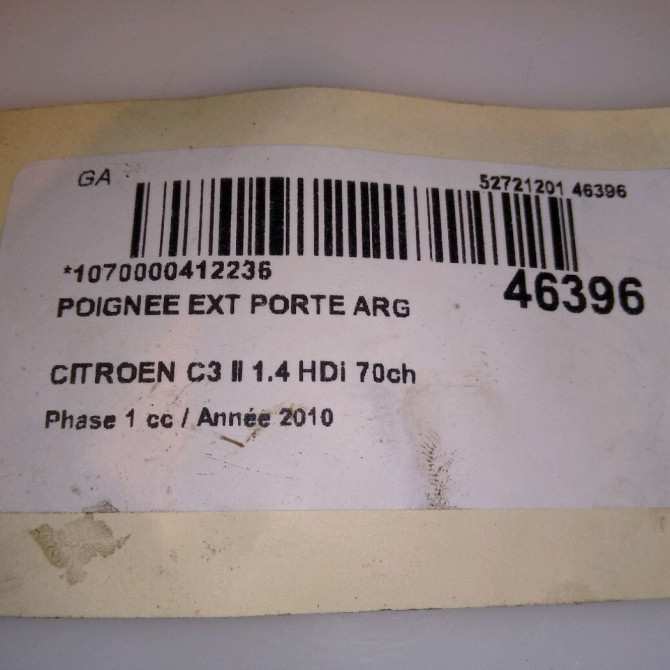 GA 52721201 46396
*1070000412236 46396
POIGNEE EXT PORTE ARG
CITROEN C3 II 1.4 HDi 70ch
Phase 1 cc / Année 2010